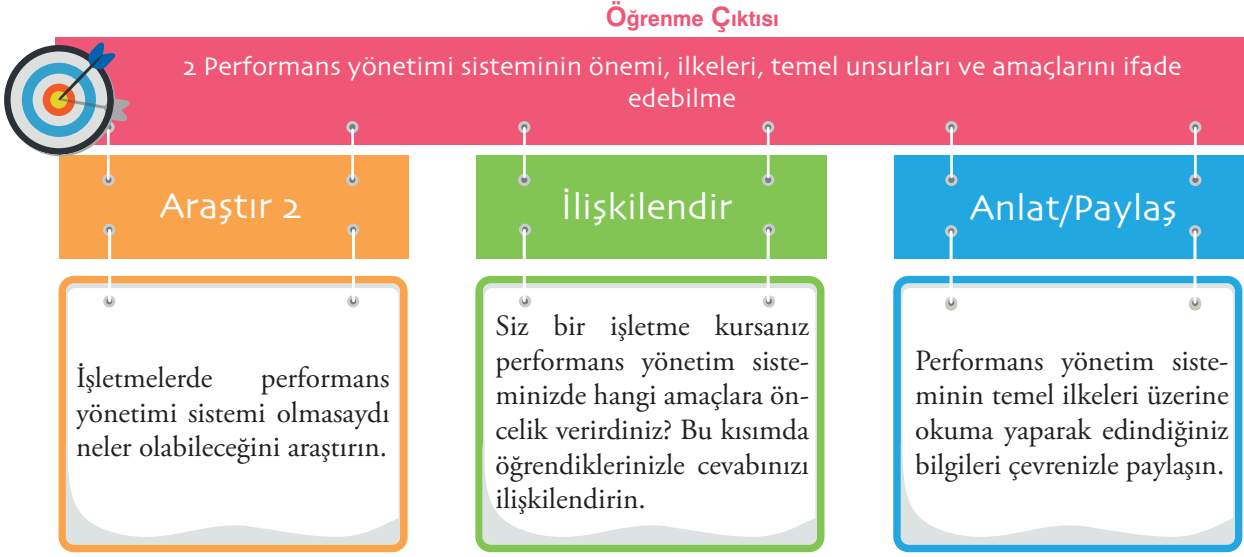 Öğrenme Çıktısı
2 Performans yönetimi sisteminin önemi, ilkeleri, temel unsurları ve amaçlarını ifade
edebilme
Araştır 2
İlişkilendir
Anlat/Paylaş
İşletmelerde performans
yönetimi sistemi olmasaydı
neler olabileceğini araştırın.
Siz bir işletme kursanız
performans yönetim siste-
minizde hangi amaçlara ön-
celik verirdiniz? Bu kısımda
öğrendiklerinizle cevabınızı
ilişkilendirin.
Performans yönetim siste-
minin temel ilkeleri üzerine
okuma yaparak edindiğiniz
bilgileri çevrenizle paylaşın.